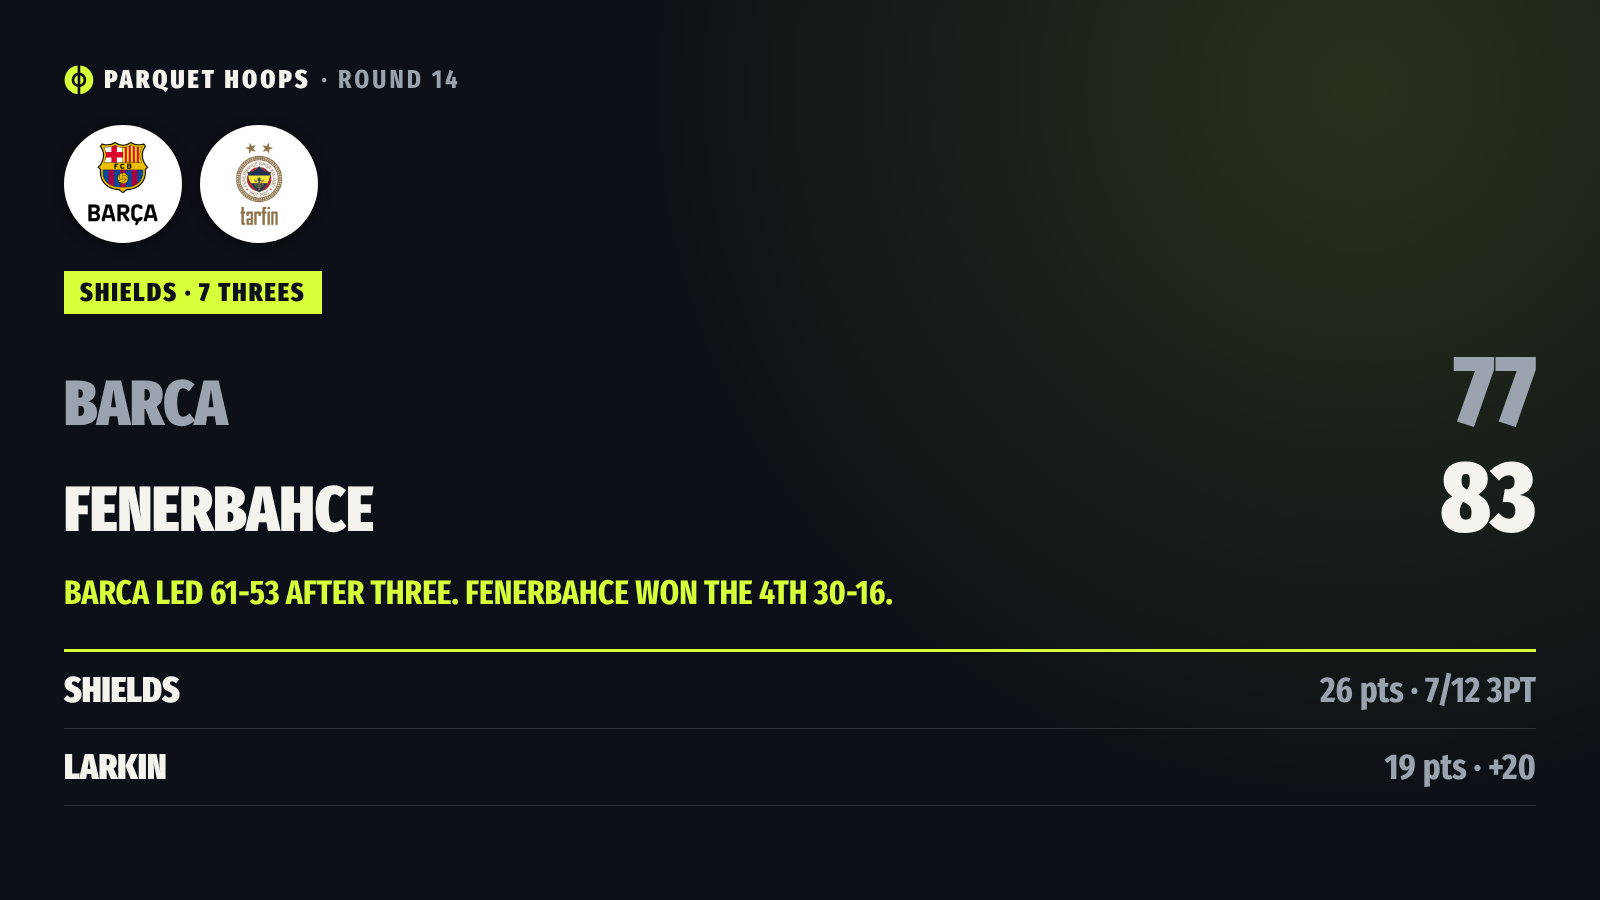 PARQUET HOOPS · ROUND 14
FCB
BARÇA
tarfin
SHIELDS · 7 THREES
BARCA 77
FENERBAHCE 83
BARCA LED 61-53 AFTER THREE. FENERBAHCE WON THE 4TH 30-16.
SHIELDS 26 pts · 7/12 3PT
LARKIN 19 pts · +20